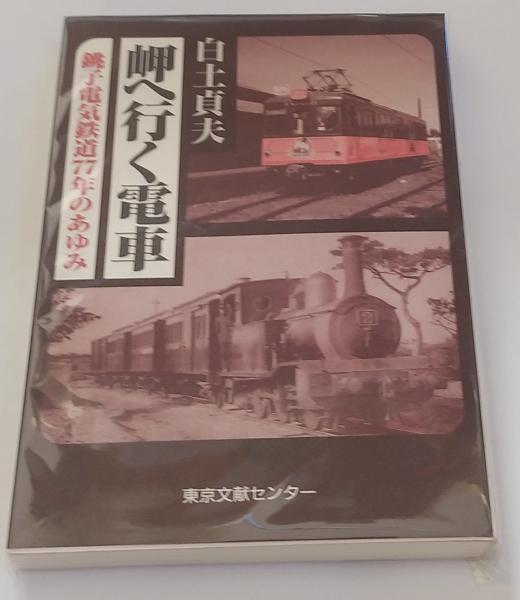 白土貞夫
岬へ行く電車
銚子電気鉄道77年のあゆみ
2
東京文献センター